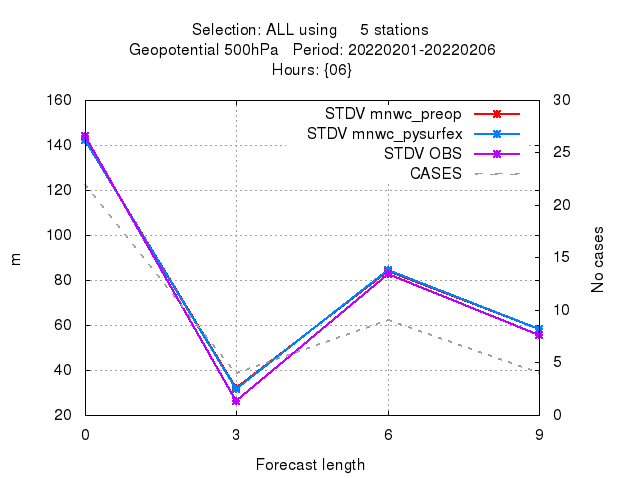 Selection: ALL using     5 stations
Geopotential 500hPa   Period: 20220201-20220206
Hours: {06}
160
140
120
100
80
60
40
20
30
25
20
15
10
5
0
STDV mnwc_preop
STDV mnwc_pysurfex
STDV OBS
CASES
m
No cases
0 3 6 9
Forecast length